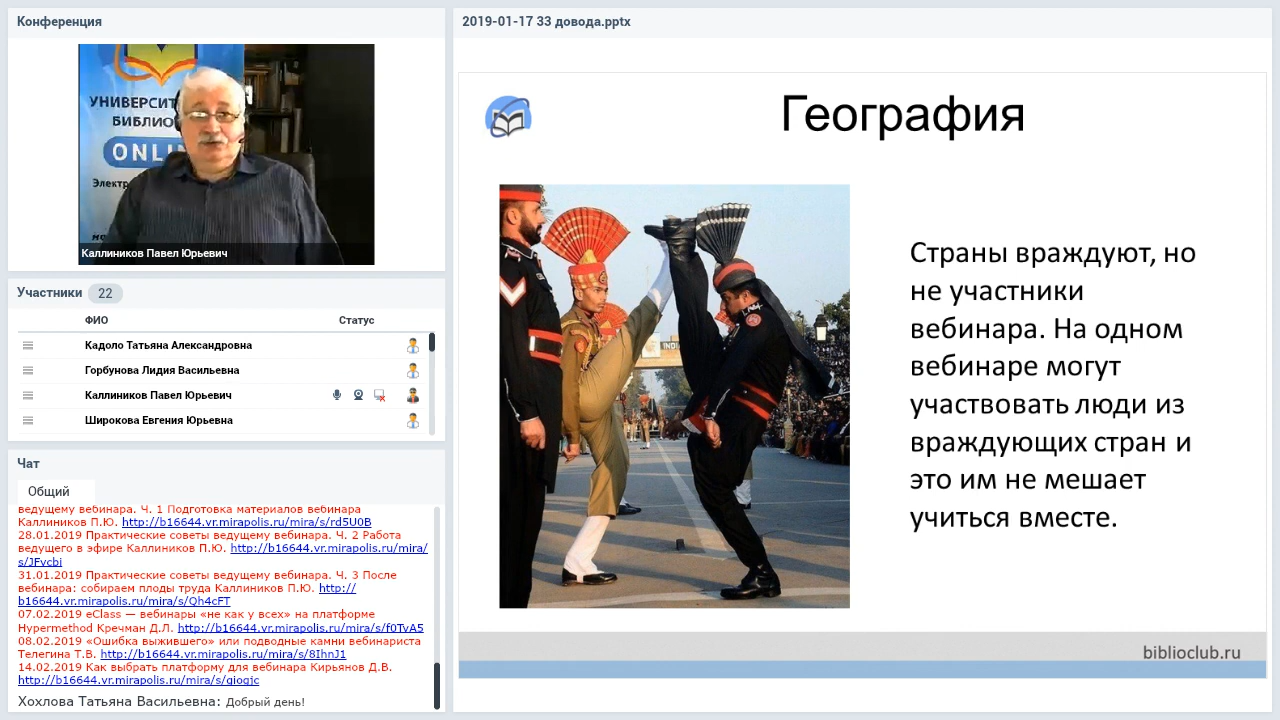 Конференция
УНИВЕРСИТ
БИБЛИО
ONLI
Электр
Каллиников Павел Юрьевич
Участники 22
ФИО Статус
Кадоло Татьяна Александровна
Горбунова Лидия Васильевна
Каллиников Павел Юрьевич
Широкова Евгения Юрьевна
Чат
Общий
ведущему вебинара. Ч. 1 Подготовка материалов вебинара
Каллиников П.Ю. http://b16644.vr.mirapolis.ru/mira/s/rd5U0B
28.01.2019 Практические советы ведущему вебинара. Ч. 2 Работа
ведущего в эфире Каллиников П.Ю. http://b16644.vr.mirapolis.ru/mira/
s/JFvcbi
31.01.2019 Практические советы ведущему вебинара. Ч. 3 После
вебинара: собираем плоды труда Каллиников П.Ю. http://
b16644.vr.mirapolis.ru/mira/s/Qh4cFT
07.02.2019 eClass — вебинары «не как у всех» на платформе
Hypermethod Кречман Д.Л. http://b16644.vr.mirapolis.ru/mira/s/f0TvA5
08.02.2019 «Ошибка выжившего» или подводные камни вебинариста
Телегина Т.В. http://b16644.vr.mirapolis.ru/mira/s/8IhnJ1
14.02.2019 Как выбрать платформу для вебинара Кирьянов Д.В.
http://b16644.vr.mirapolis.ru/mira/s/gioqjc
Хохлова Татьяна Васильевна: Добрый день!
2019-01-17 33 довода.pptx
География
INDI
Страны враждуют, но
не участники
вебинара. На одном
вебинаре могут
участвовать люди из
враждующих стран и
это им не мешает
учиться вместе.
biblioclub.ru